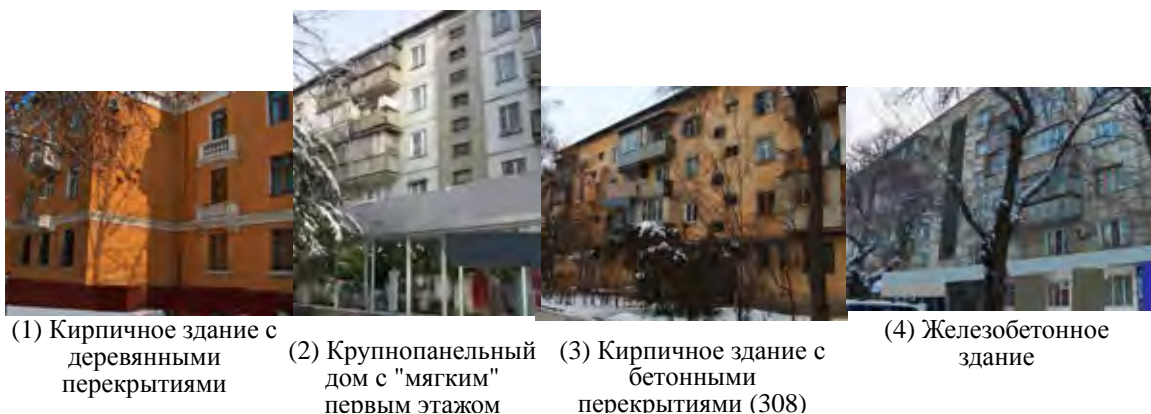 (1) Кирпичное здание с
деревянными
перекрытиями
(2) Крупнопанельный
дом с "мягким"
первым этажом
(3) Кирпичное здание с
бетонными
перекрытиями (308)
(4) Железобетонное
здание